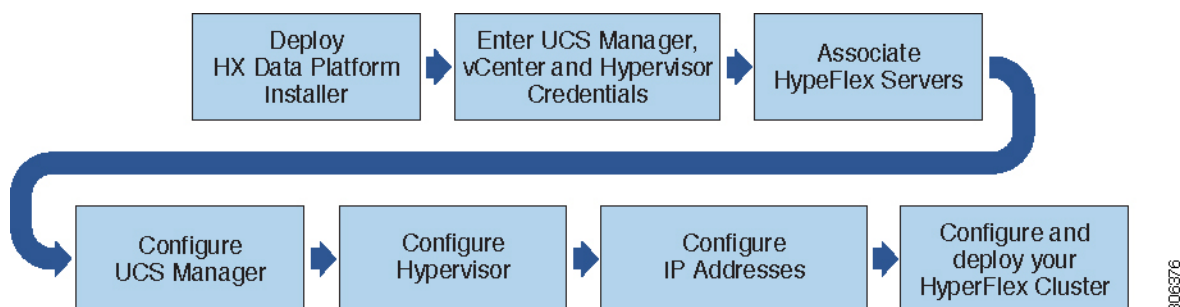 Deploy
HX Data Platform
Installer
Enter UCS Manager,
vCenter and Hypervisor
Credentials
Associate
HypeFlex Servers
Configure
UCS Manager
Configure
Hypervisor
Configure
IP Addresses
Configure and
deploy your
HyperFlex Cluster
306376